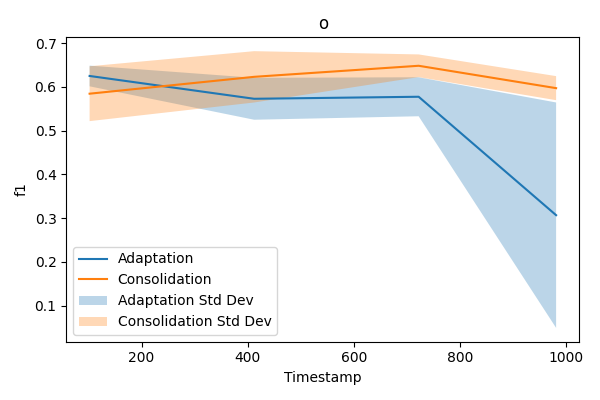 o
0.7
0.6
0.5
0.4
0.3
0.2
0.1
f1
Adaptation
Consolidation
Adaptation Std Dev
Consolidation Std Dev
200
400
600
800
1000
Timestamp